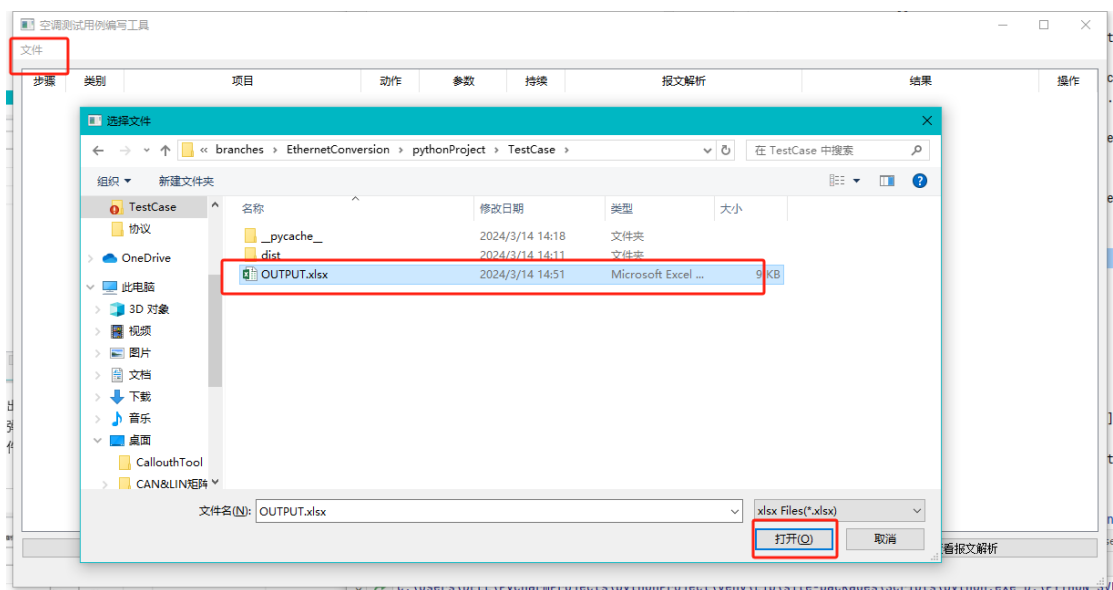 空调测试用例编写工具
文件
步骤 类别 项目 动作 参数 持续 报文解析 结果 操作
选择文件
« branches › EthernetConversion › pythonProject › TestCase ›
在 TestCase 中搜索
组织 新建文件夹
TestCase
协议
OneDrive
此电脑
3D 对象
视频
图片
文档
下载
音乐
桌面
CallouthTool
CAN&LIN矩阵
名称 修改日期 类型 大小
__pycache__ 2024/3/14 14:18 文件夹
dist 2024/3/14 14:11 文件夹
OUTPUT.xlsx 2024/3/14 14:51 Microsoft Excel ... 9 KB
文件名(N): OUTPUT.xlsx xlsx Files(*.xlsx)
打开(O) 取消
看报文解析